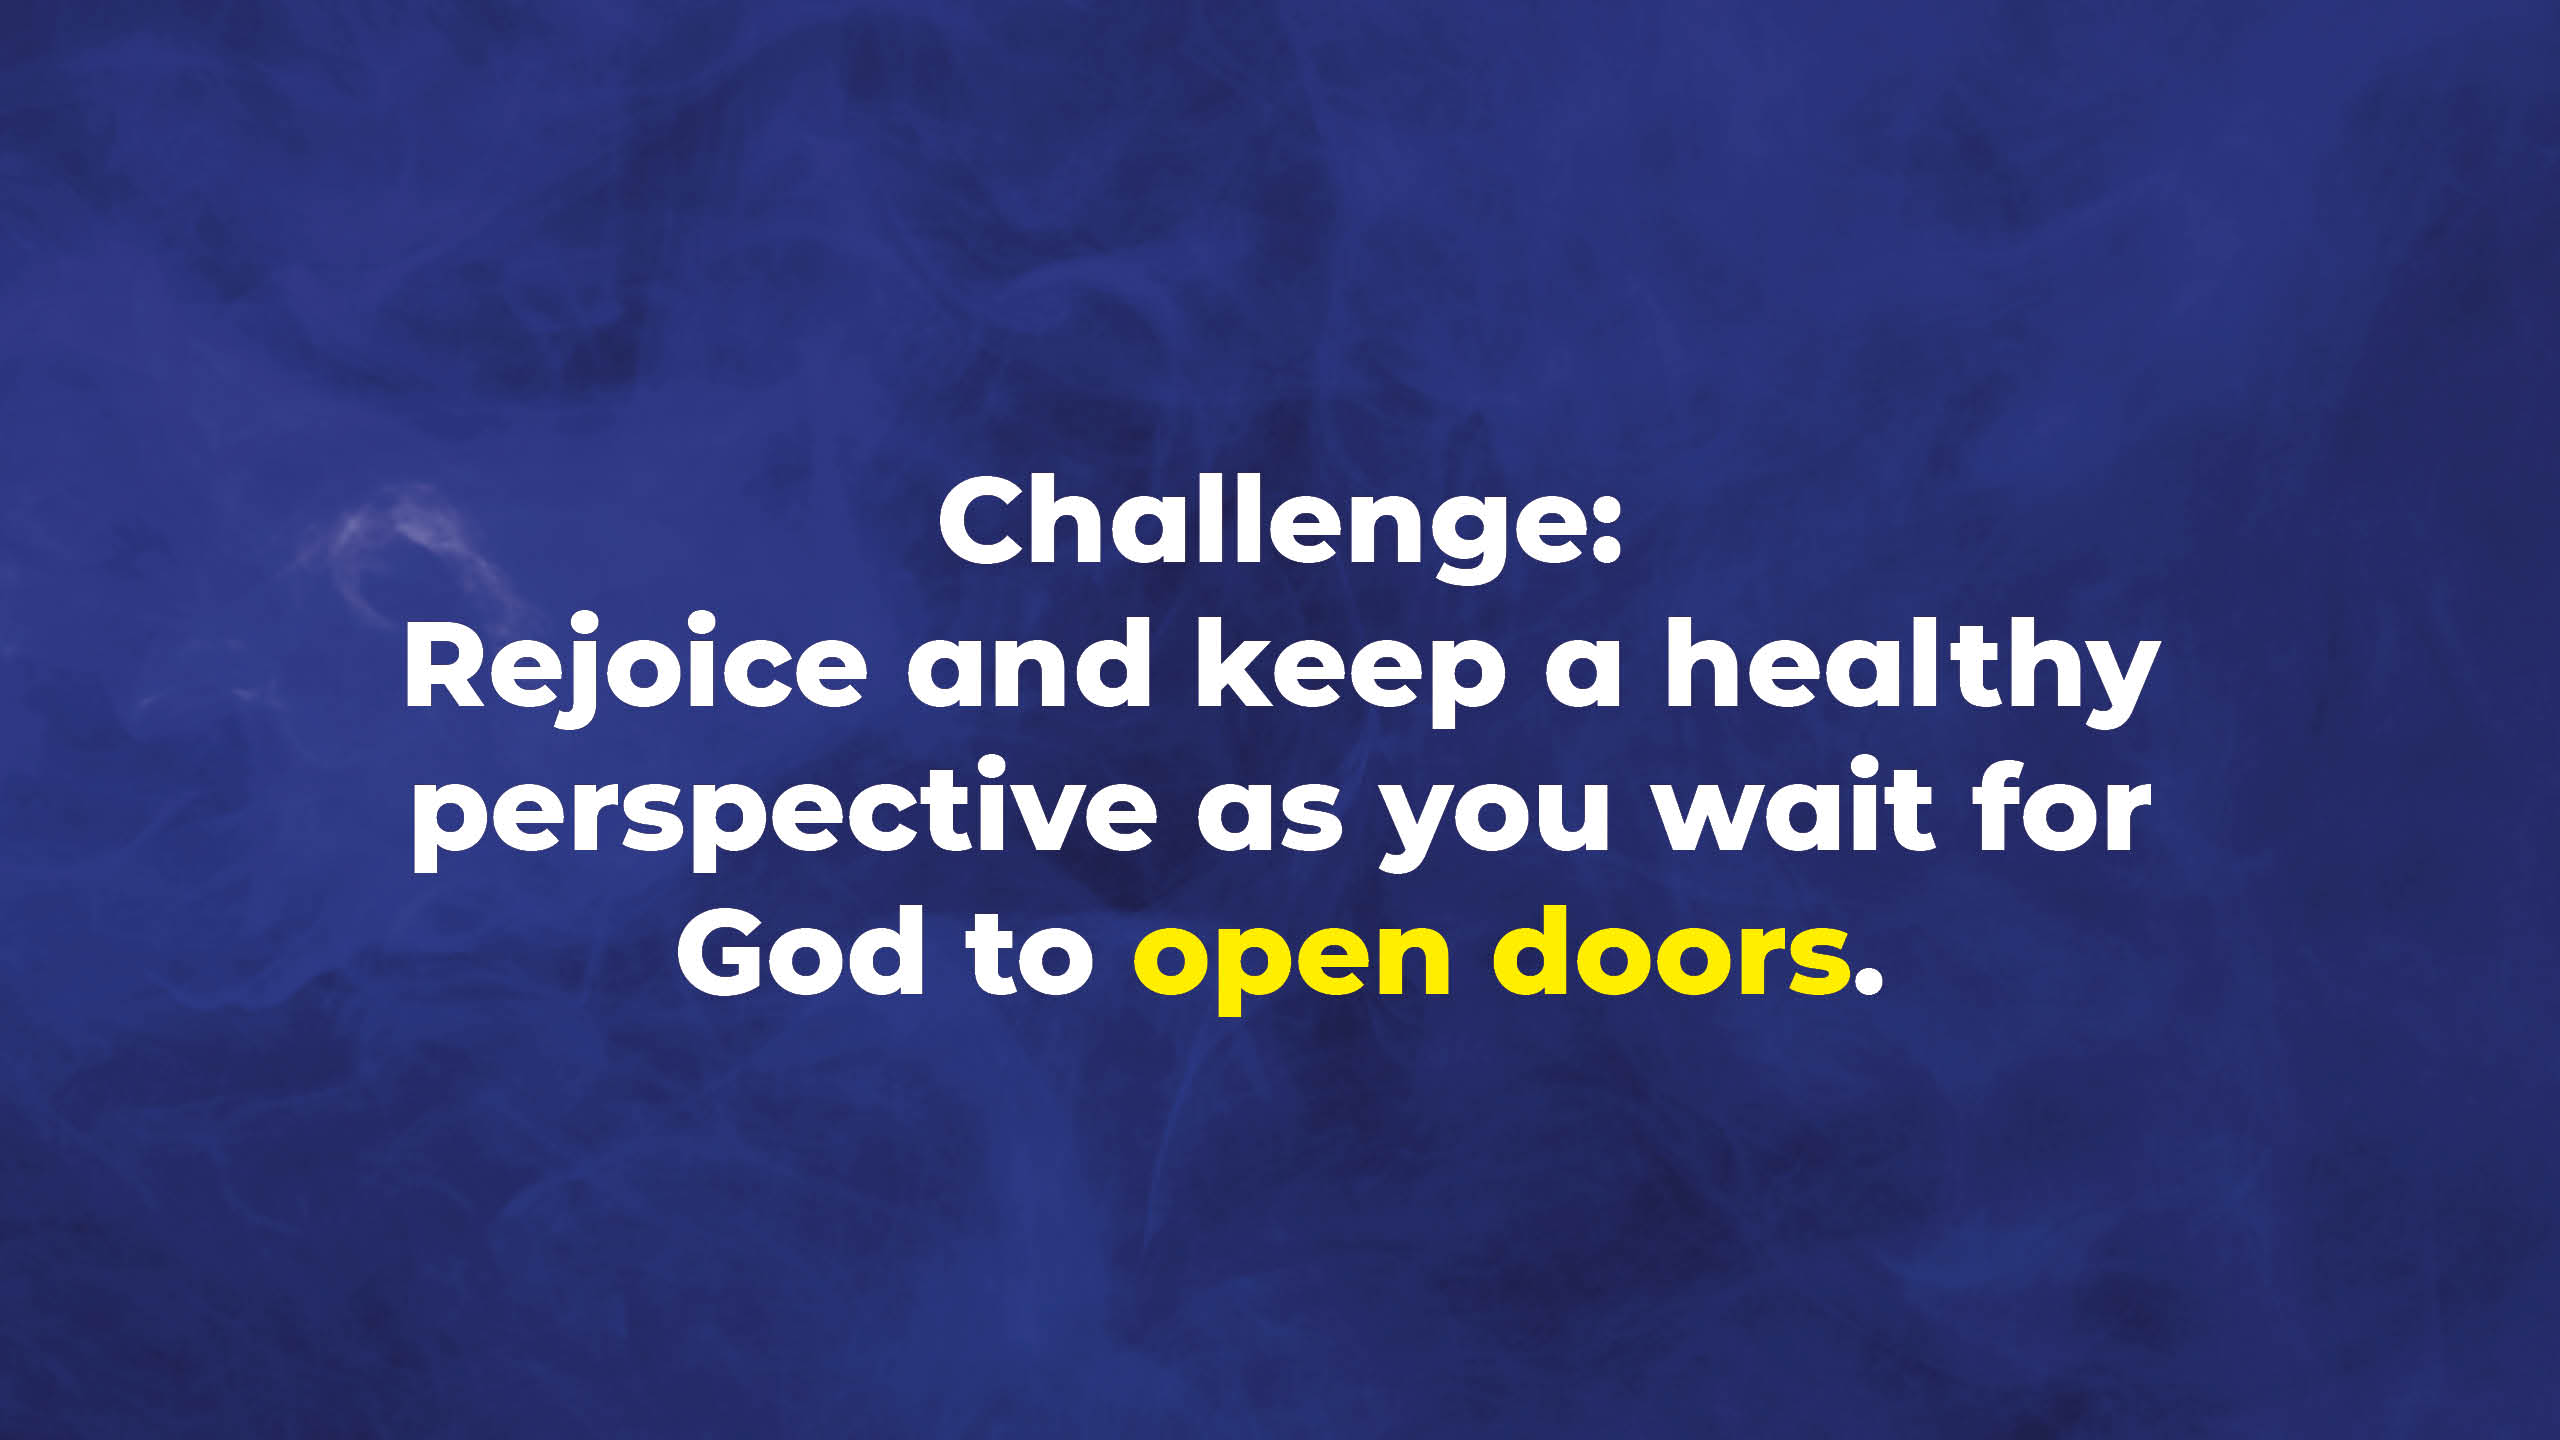 Challenge:
Rejoice and keep a healthy
perspective as you wait for
God to open doors.